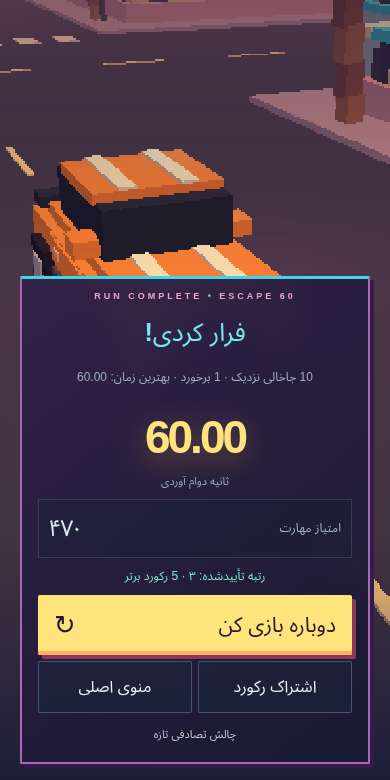 RUN COMPLETE • ESCAPE 60
فرار کردی!
10 جاخالی نزدیک · 1 برخورد · بهترین زمان: 60.00
60.00
ثانیه دوام آوردی
امتیاز مهارت ۴۷۰
رتبه تأییدشده: ۳ · 5 رکورد برتر
دوباره بازی کن ↻
اشتراک رکورد
منوی اصلی
چالش تصادفی تازه